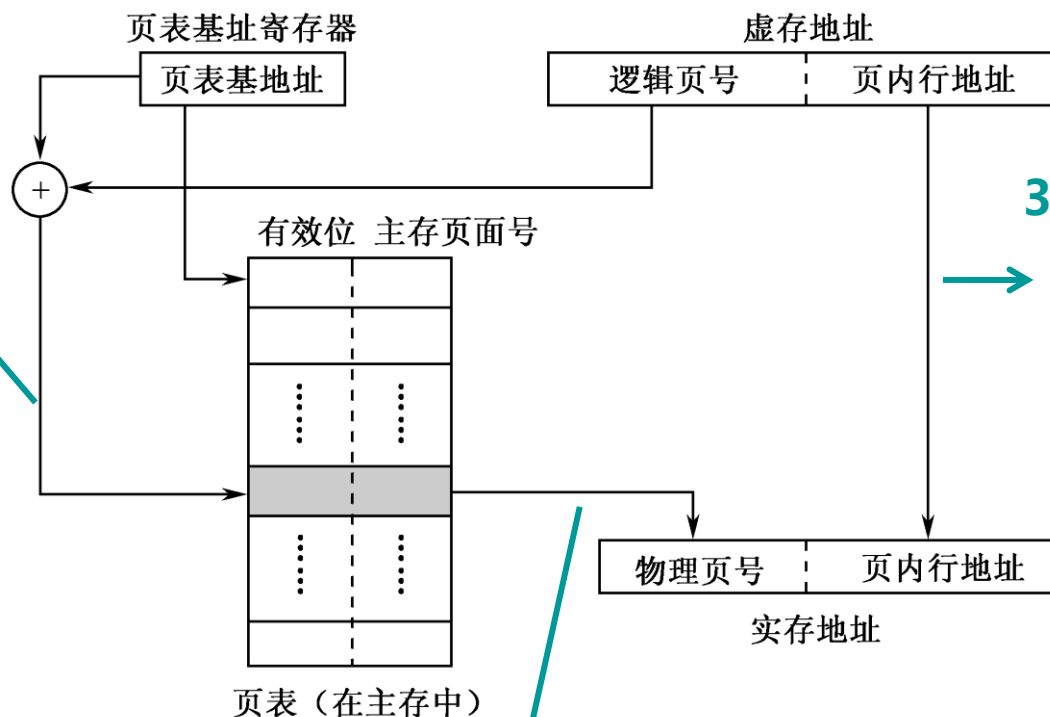 页表基址寄存器
虚存地址
页表基地址
逻辑页号
页内行地址
+
3
有效位 主存页面号
物理页号
页内行地址
实存地址
页表（在主存中）